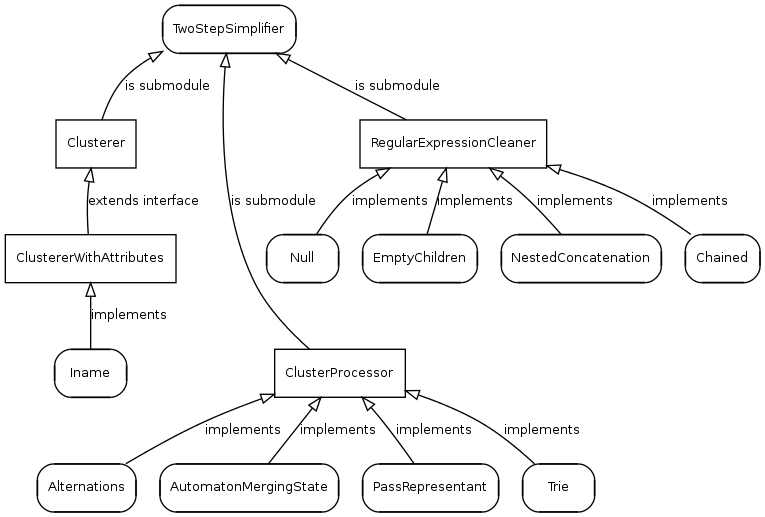 TwoStepSimplifier
is submodule
is submodule
Clusterer
RegularExpressionCleaner
extends interface
is submodule
implements
implements
implements
implements
ClustererWithAttributes
Null
EmptyChildren
NestedConcatenation
Chained
implements
Iname
ClusterProcessor
implements
implements
implements
implements
Alternations
AutomatonMergingState
PassRepresentant
Trie